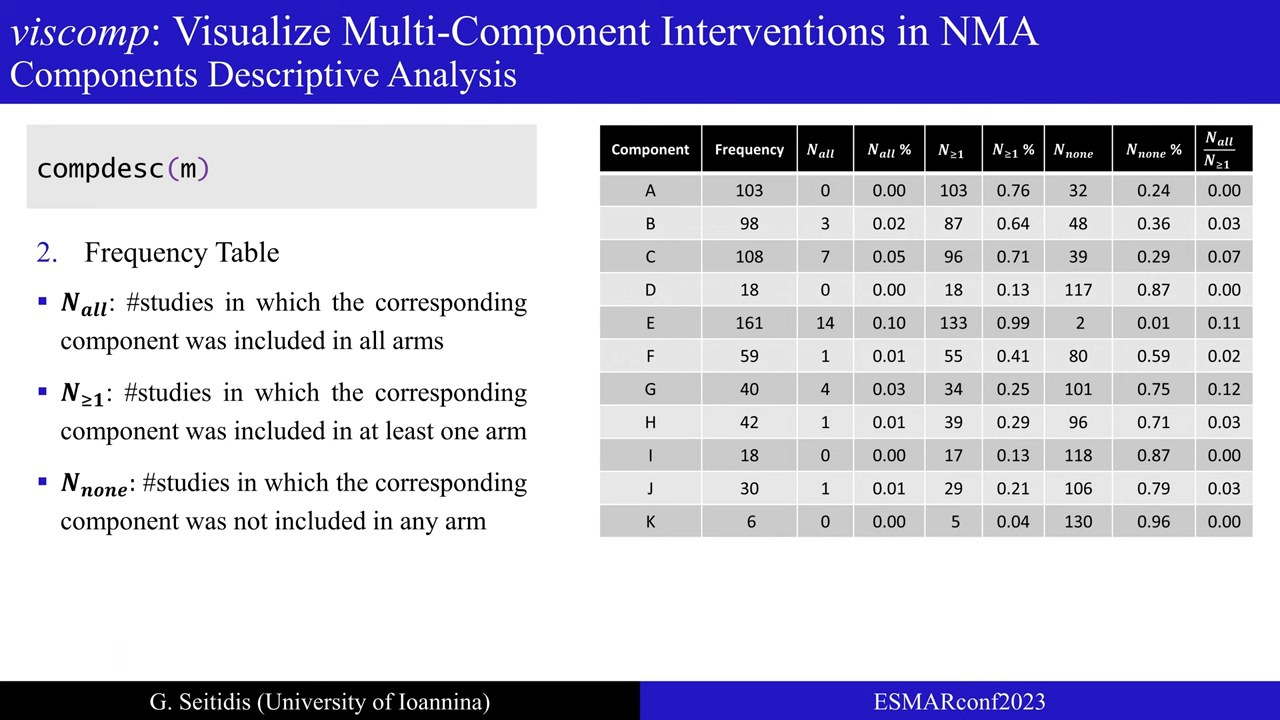 viscomp: Visualize Multi-Component Interventions in NMA
Components Descriptive Analysis
compdesc(m)
2. Frequency Table
▪ N_all: #studies in which the corresponding
component was included in all arms
▪ N_≥1: #studies in which the corresponding
component was included in at least one arm
▪ N_none: #studies in which the corresponding
component was not included in any arm
Component Frequency N_all N_all % N_≥1 N_≥1 % N_none N_none % N_all/N_≥1
A 103 0 0.00 103 0.76 32 0.24 0.00
B 98 3 0.02 87 0.64 48 0.36 0.03
C 108 7 0.05 96 0.71 39 0.29 0.07
D 18 0 0.00 18 0.13 117 0.87 0.00
E 161 14 0.10 133 0.99 2 0.01 0.11
F 59 1 0.01 55 0.41 80 0.59 0.02
G 40 4 0.03 34 0.25 101 0.75 0.12
H 42 1 0.01 39 0.29 96 0.71 0.03
I 18 0 0.00 17 0.13 118 0.87 0.00
J 30 1 0.01 29 0.21 106 0.79 0.03
K 6 0 0.00 5 0.04 130 0.96 0.00
G. Seitidis (University of Ioannina)
ESMARconf2023